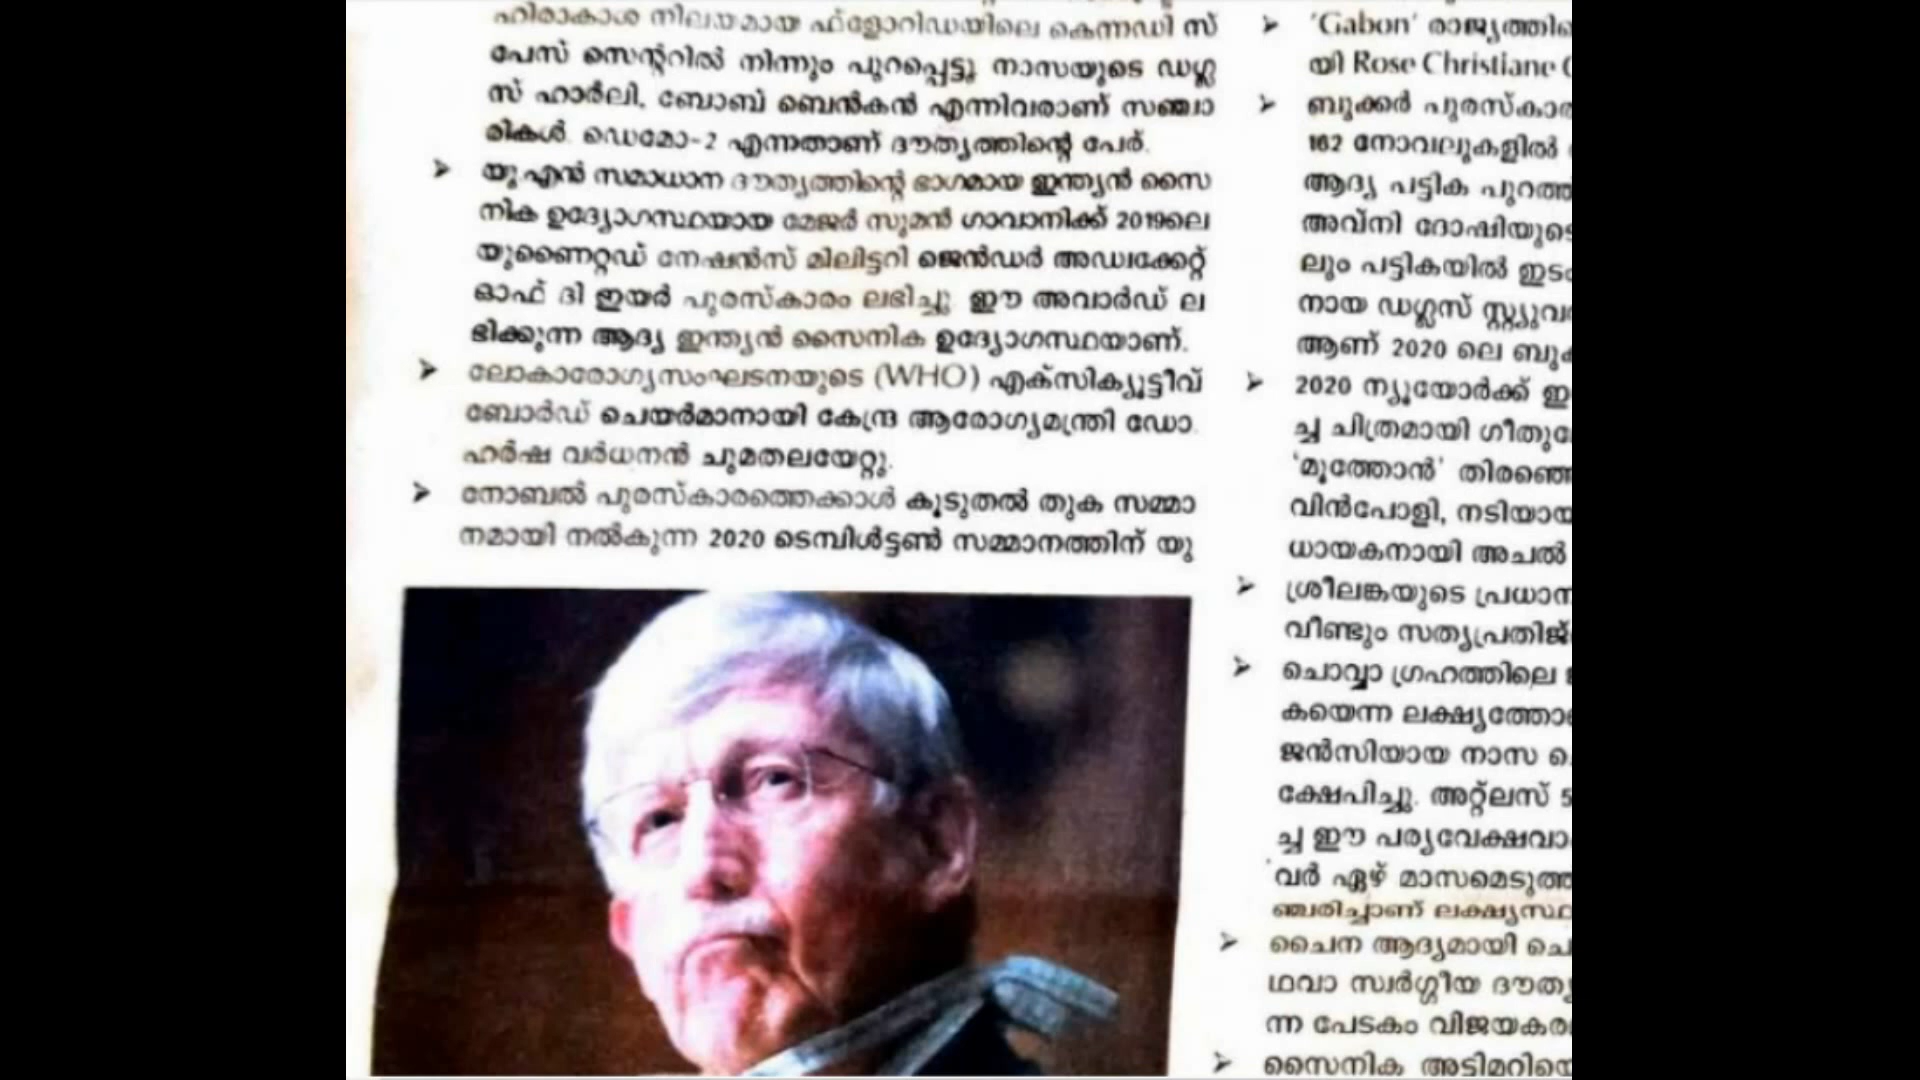 ഹിരാകാശ നിലയമായ ഫ്ളോറിഡയിലെ കെന്നഡി സ്
പേസ് സെന്ററിൽ നിന്നും പുറപ്പെട്ടു നാസയുടെ ഡഗ്ല
സ് ഹാർലി, ബോബ് ബെൻകൻ എന്നിവരാണ് സഞ്ചാ
രികൾ. ഡെമോ-2 എന്നതാണ് ദൗത്യത്തിന്റെ പേര്.
➤ യു എൻ സമാധാന ദൗത്യത്തിന്റെ ഭാഗമായ ഇന്ത്യൻ സൈ
നിക ഉദ്യോഗസ്ഥയായ മേജർ സുമൻ ഗാവാനിക്ക് 2019ലെ
യുണൈറ്റഡ് നേഷൻസ് മിലിട്ടറി ജെൻഡർ അഡ്വക്കേറ്റ്
ഓഫ് ദി ഇയർ പുരസ്കാരം ലഭിച്ചു. ഈ അവാർഡ് ല
ഭിക്കുന്ന ആദ്യ ഇന്ത്യൻ സൈനിക ഉദ്യോഗസ്ഥയാണ്.
➤ ലോകാരോഗ്യസംഘടനയുടെ (WHO) എക്സിക്യൂട്ടീവ്
ബോർഡ് ചെയർമാനായി കേന്ദ്ര ആരോഗ്യമന്ത്രി ഡോ.
ഹർഷ വർധനൻ ചുമതലയേറ്റു.
➤ നോബൽ പുരസ്കാരത്തെക്കാൾ കൂടുതൽ തുക സമ്മാ
നമായി നൽകുന്ന 2020 ടെമ്പിൾട്ടൺ സമ്മാനത്തിന് യു
➤ 'Gabon' രാജ്യത്തി
യി Rose Christiane
➤ ബുക്കർ പുരസ്കാര
162 നോവലുകളിൽ
ആദ്യ പട്ടിക പുറത്ത്
അവ്നി ദോഷിയുടെ
ലും പട്ടികയിൽ ഇടം
നായ ഡഗ്ലസ് സ്റ്റ്യുവ
ആണ് 2020 ലെ ബുക്ക
➤ 2020 ന്യൂയോർക്ക് ഇ
ച്ച ചിത്രമായി ഗീതു
'മൂത്തോൻ' തിരഞ്ഞെ
വിൻപോളി, നടിയായ
ധായകനായി അചൽ
➤ ശ്രീലങ്കയുടെ പ്രധാന
വീണ്ടും സത്യപ്രതിജ്
➤ ചൊവ്വാ ഗ്രഹത്തിലെ
കയെന്ന ലക്ഷ്യത്തോ
ജൻസിയായ നാസ
ക്ഷേപിച്ചു. അറ്റ്ലസ് 5
ച്ച ഈ പര്യവേക്ഷവാ
വർ ഏഴ് മാസമെടുത്ത
ഞ്ചരിച്ചാണ് ലക്ഷ്യസ്ഥ
➤ ചൈന ആദ്യമായി ചൊ
ഥവാ സ്വർഗ്ഗീയ ദൗത്യ
ന്ന പേടകം വിജയകര
➤ സൈനിക അട്ടിമറിയെ